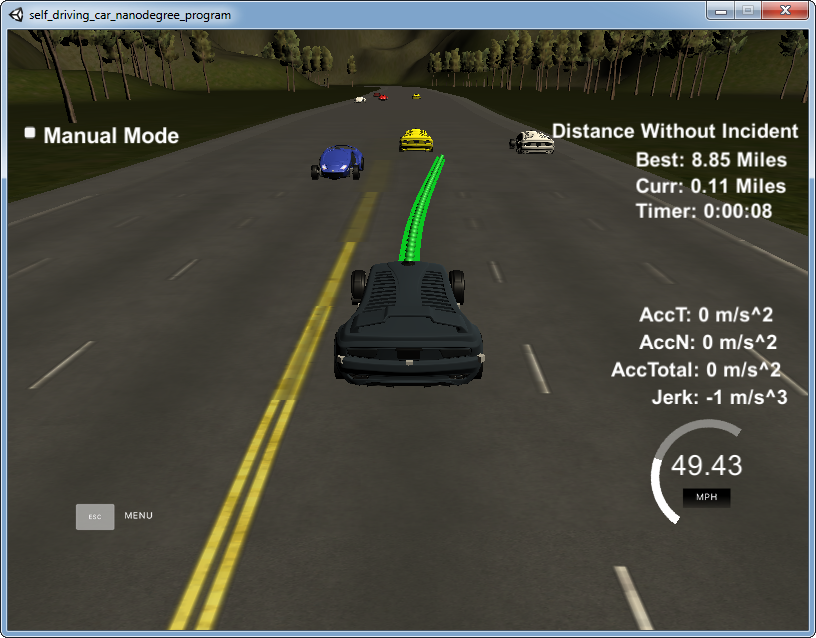 self_driving_car_nanodegree_program
Manual Mode
Distance Without Incident
Best: 8.85 Miles
Curr: 0.11 Miles
Timer: 0:00:08
AccT: 0 m/s^2
AccN: 0 m/s^2
AccTotal: 0 m/s^2
Jerk: -1 m/s^3
49.43
MPH
ESC MENU